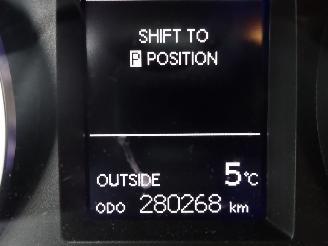 SHIFT TO
P POSITION
OUTSIDE 5°C
ODO 280268 km